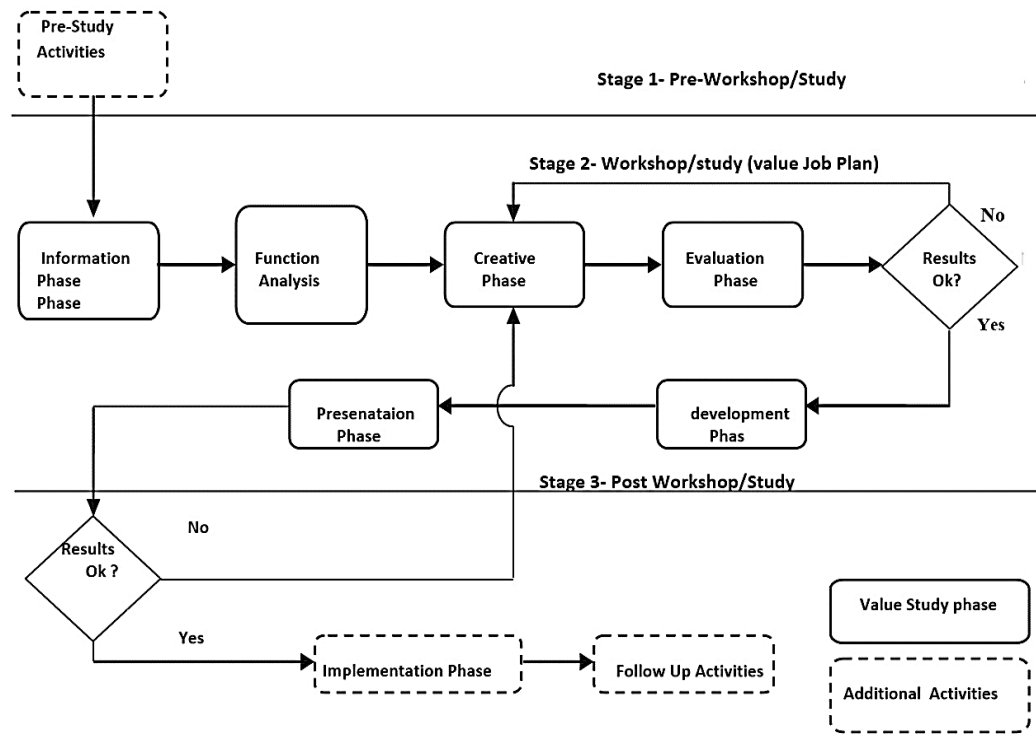 Pre-Study
Activities
Stage 1- Pre-Workshop/Study
Stage 2- Workshop/study (value Job Plan)
Information
Phase
Phase
Function
Analysis
Creative
Phase
Evaluation
Phase
Results
Ok?
No
Yes
Presenataion
Phase
development
Phas
Stage 3- Post Workshop/Study
Results
Ok ?
No
Yes
Implementation Phase
Follow Up Activities
Value Study phase
Additional Activities